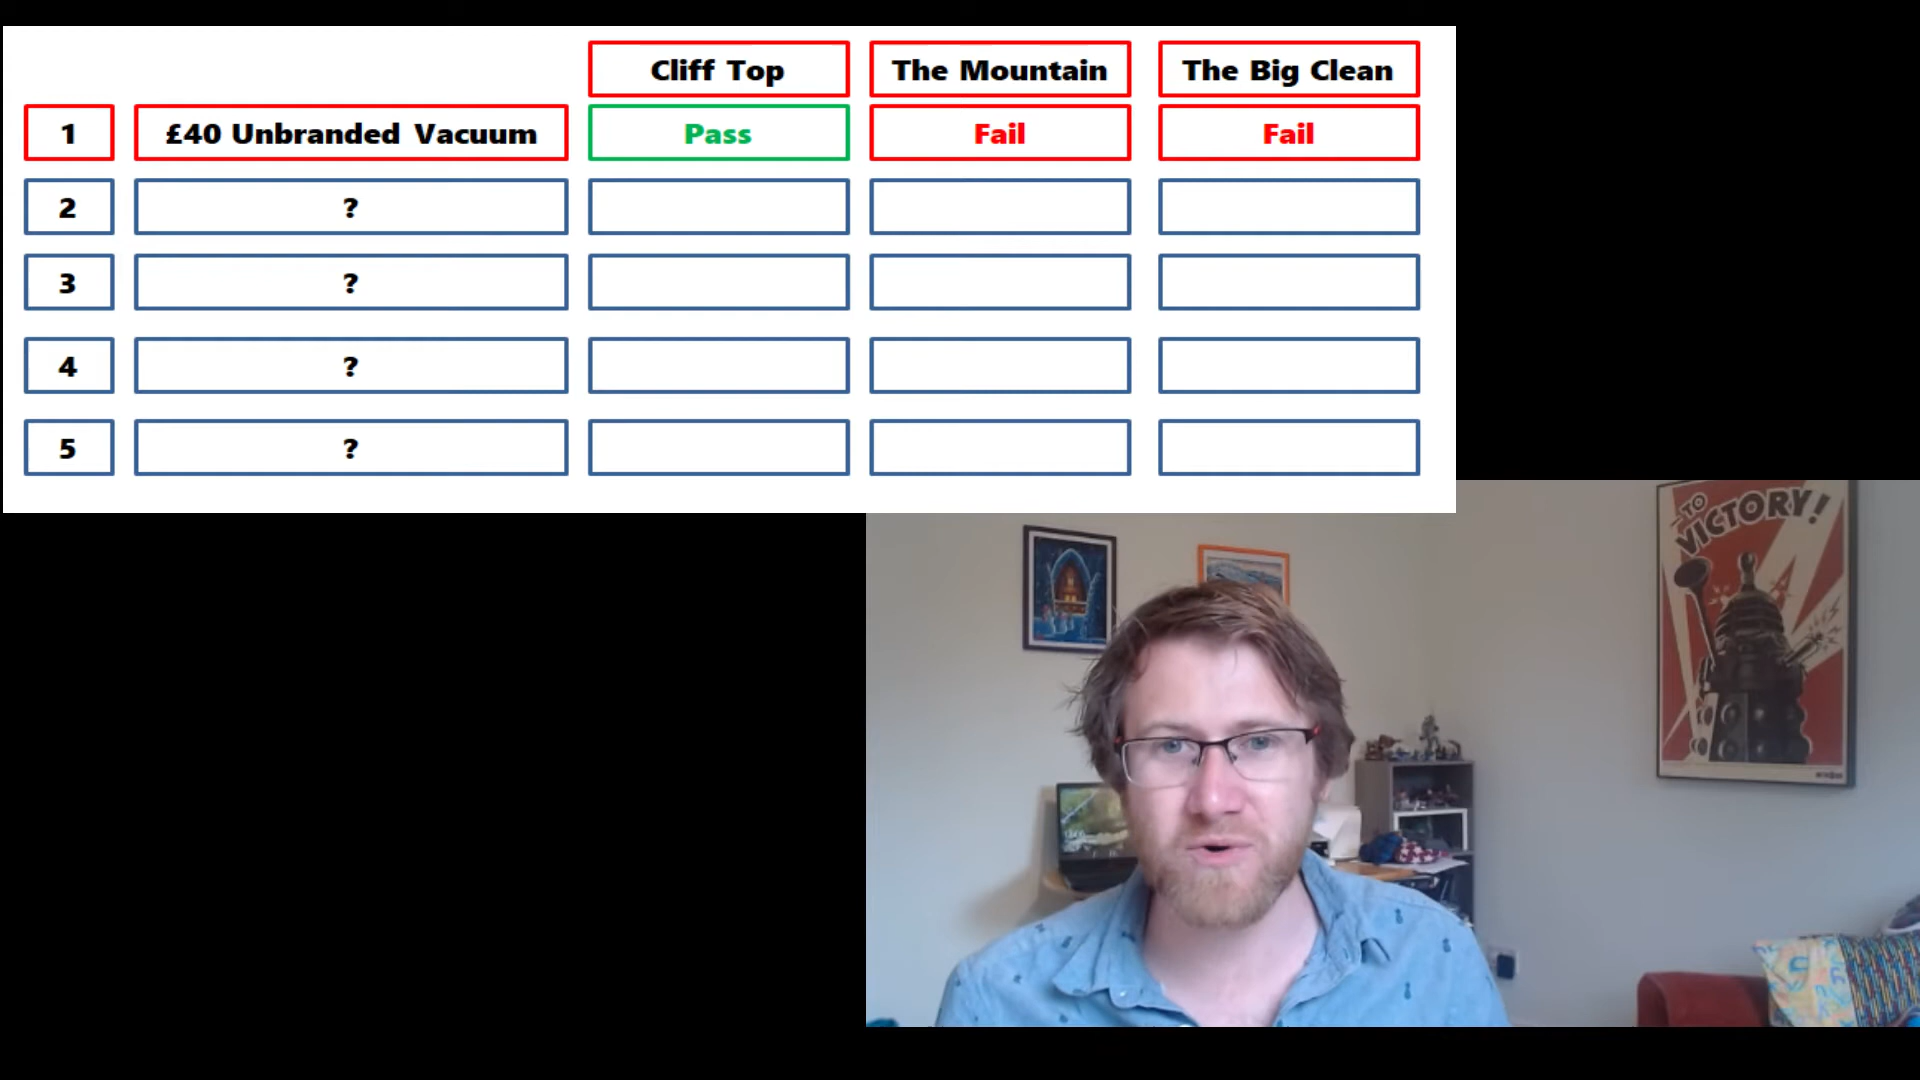 Cliff Top The Mountain The Big Clean
1 £40 Unbranded Vacuum Pass Fail Fail
2 ?
3 ?
4 ?
5 ?
TO
VICTORY!